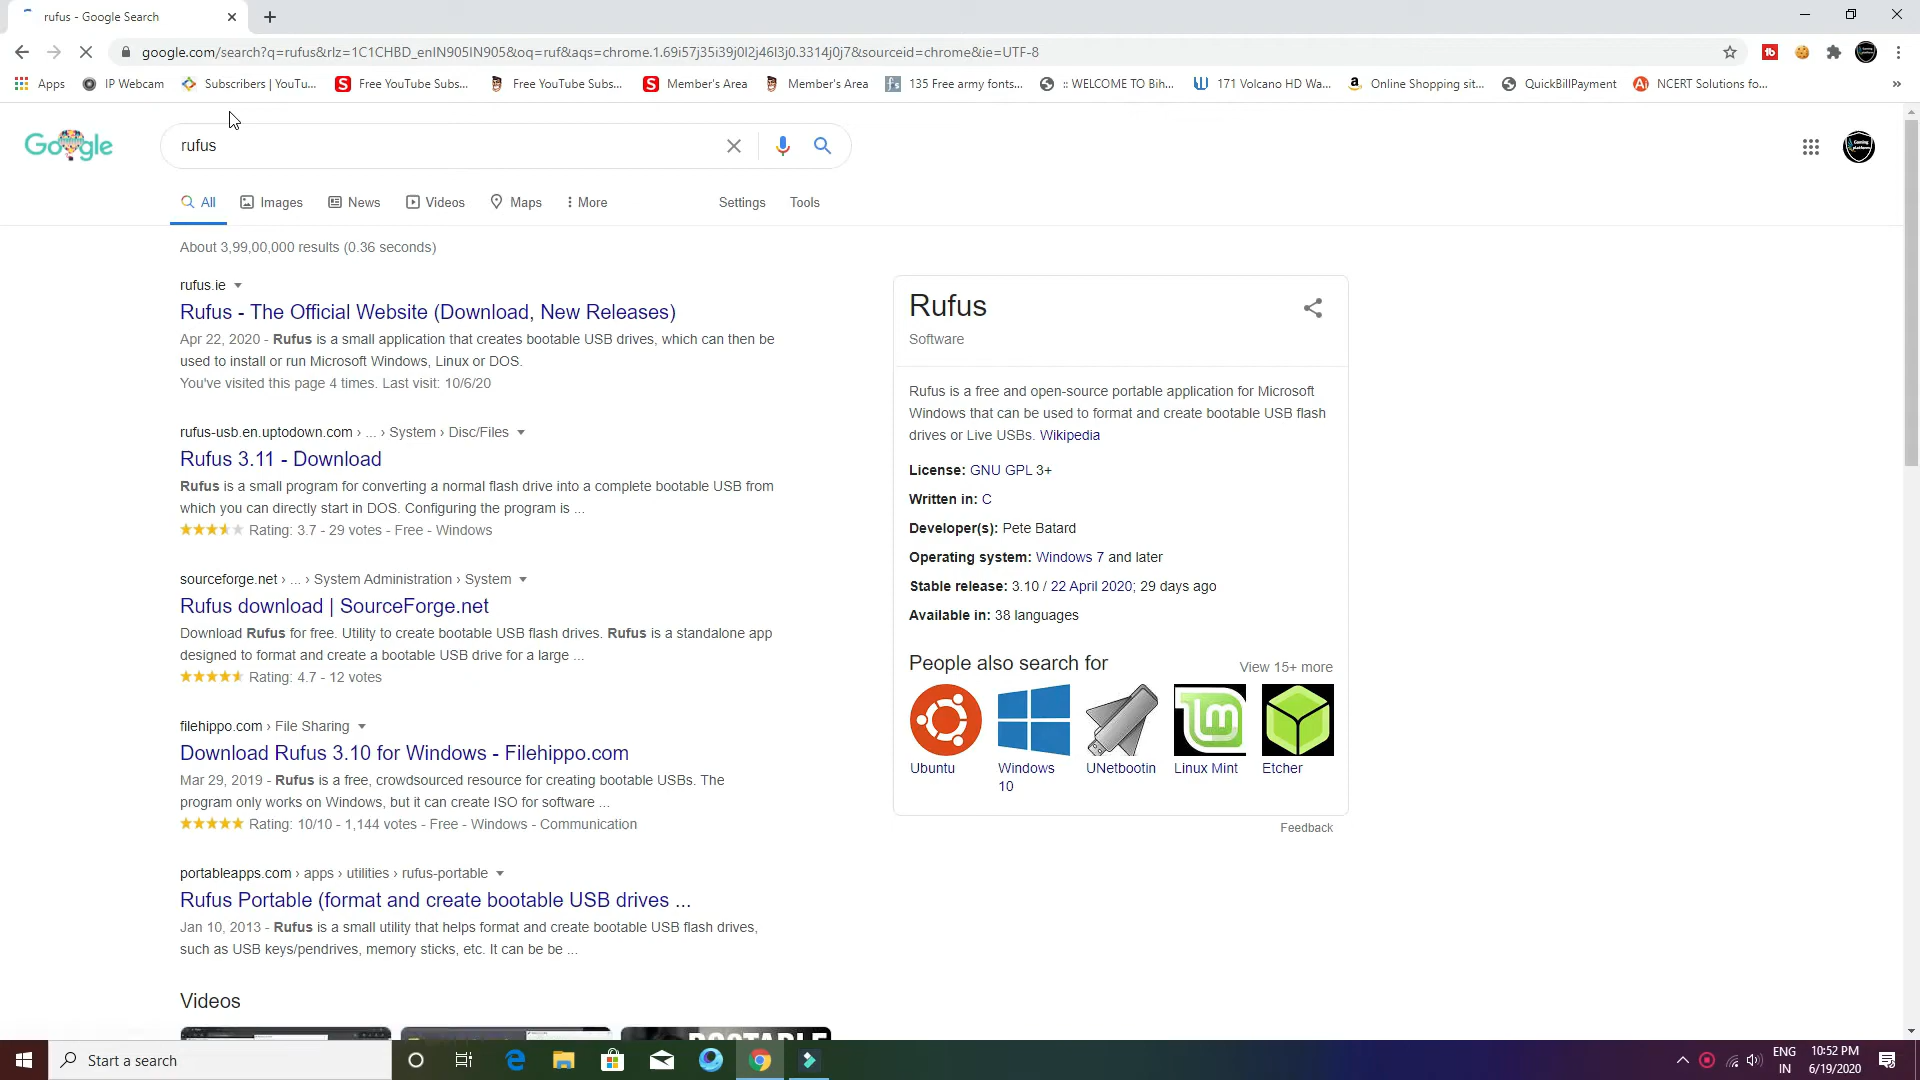 rufus - Google Search
google.com/search?q=rufus&rlz=1C1CHBD_enIN905IN905&oq=ruf&aqs=chrome.1.69i57j35i39j0l2j46l3j0.3314j0j7&sourceid=chrome&ie=UTF-8
Apps IP Webcam Subscribers | YouTu... Free YouTube Subs... Free YouTube Subs... Member's Area Member's Area 135 Free army fonts... :: WELCOME TO Bih... 171 Volcano HD Wa... Online Shopping sit... QuickBillPayment NCERT Solutions fo...
Google
rufus
All Images News Videos Maps More Settings Tools
About 3,99,00,000 results (0.36 seconds)
rufus.ie
Rufus - The Official Website (Download, New Releases)
Apr 22, 2020 - Rufus is a small application that creates bootable USB drives, which can then be
used to install or run Microsoft Windows, Linux or DOS.
You've visited this page 4 times. Last visit: 10/6/20
rufus-usb.en.uptodown.com › ... › System › Disc/Files
Rufus 3.11 - Download
Rufus is a small program for converting a normal flash drive into a complete bootable USB from
which you can directly start in DOS. Configuring the program is ...
Rating: 3.7 - 29 votes - Free - Windows
sourceforge.net › ... › System Administration › System
Rufus download | SourceForge.net
Download Rufus for free. Utility to create bootable USB flash drives. Rufus is a standalone app
designed to format and create a bootable USB drive for a large ...
Rating: 4.7 - 12 votes
filehippo.com › File Sharing
Download Rufus 3.10 for Windows - Filehippo.com
Mar 29, 2019 - Rufus is a free, crowdsourced resource for creating bootable USBs. The
program only works on Windows, but it can create ISO for software ...
Rating: 10/10 - 1,144 votes - Free - Windows - Communication
portableapps.com › apps › utilities › rufus-portable
Rufus Portable (format and create bootable USB drives ...
Jan 10, 2013 - Rufus is a small utility that helps format and create bootable USB flash drives,
such as USB keys/pendrives, memory sticks, etc. It can be be ...
Videos
BOOTABLE
Rufus
Software
Rufus is a free and open-source portable application for Microsoft
Windows that can be used to format and create bootable USB flash
drives or Live USBs. Wikipedia
License: GNU GPL 3+
Written in: C
Developer(s): Pete Batard
Operating system: Windows 7 and later
Stable release: 3.10 / 22 April 2020; 29 days ago
Available in: 38 languages
People also search for
View 15+ more
Ubuntu Windows 10 UNetbootin Linux Mint Etcher
Feedback
Start a search
ENG
IN
10:52 PM
6/19/2020